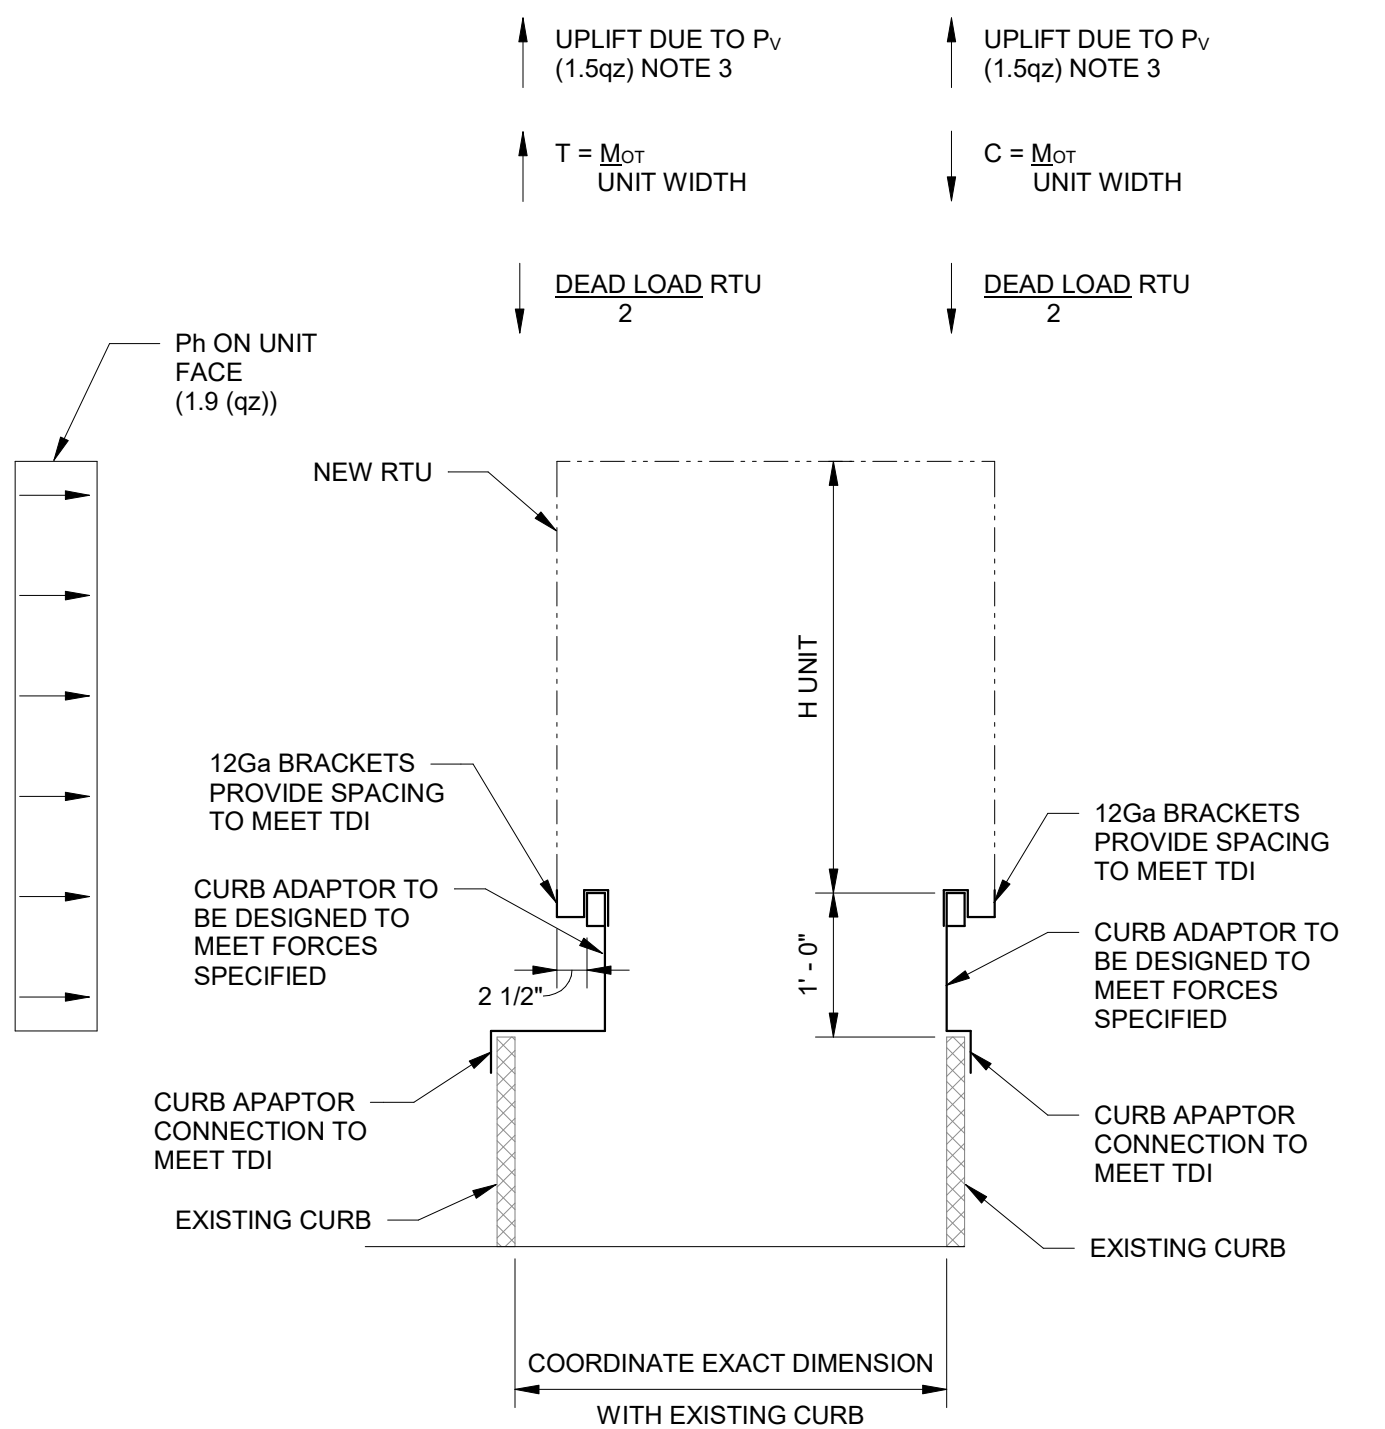 UPLIFT DUE TO PV
(1.5qz) NOTE 3
UPLIFT DUE TO PV
(1.5qz) NOTE 3
T = MOT
UNIT WIDTH
C = MOT
UNIT WIDTH
DEAD LOAD RTU
2
DEAD LOAD RTU
2
Ph ON UNIT
FACE
(1.9 (qz))
NEW RTU
H UNIT
12Ga BRACKETS
PROVIDE SPACING
TO MEET TDI
12Ga BRACKETS
PROVIDE SPACING
TO MEET TDI
CURB ADAPTOR TO
BE DESIGNED TO
MEET FORCES
SPECIFIED
2 1/2"
1' - 0"
CURB ADAPTOR TO
BE DESIGNED TO
MEET FORCES
SPECIFIED
CURB APAPTOR
CONNECTION TO
MEET TDI
CURB APAPTOR
CONNECTION TO
MEET TDI
EXISTING CURB
EXISTING CURB
COORDINATE EXACT DIMENSION
WITH EXISTING CURB